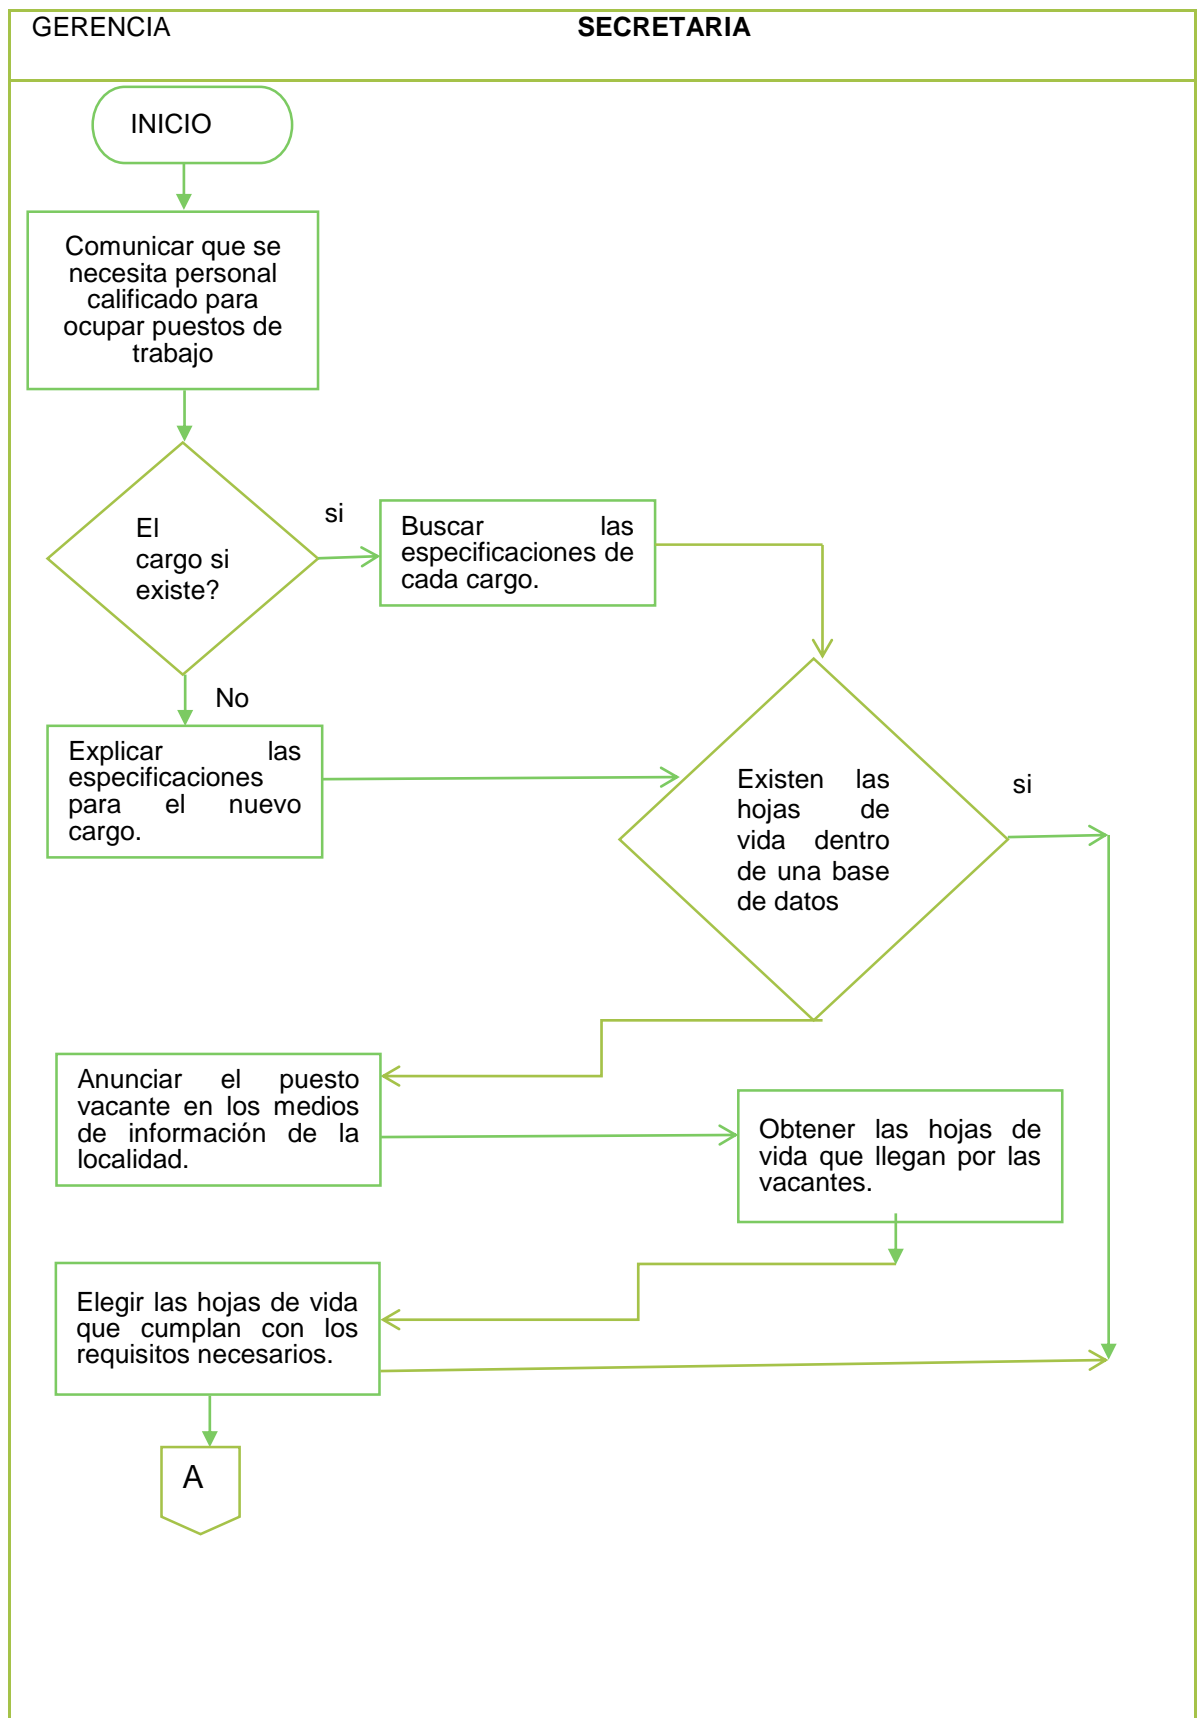 GERENCIA SECRETARIA
INICIO
Comunicar que se
necesita personal
calificado para
ocupar puestos de
trabajo
El
cargo si
existe?
si
Buscar las
especificaciones de
cada cargo.
No
Explicar las
especificaciones
para el nuevo
cargo.
Existen las
hojas de
vida dentro
de una base
de datos
si
Anunciar el puesto
vacante en los medios
de información de la
localidad.
Obtener las hojas de
vida que llegan por las
vacantes.
Elegir las hojas de vida
que cumplan con los
requisitos necesarios.
A